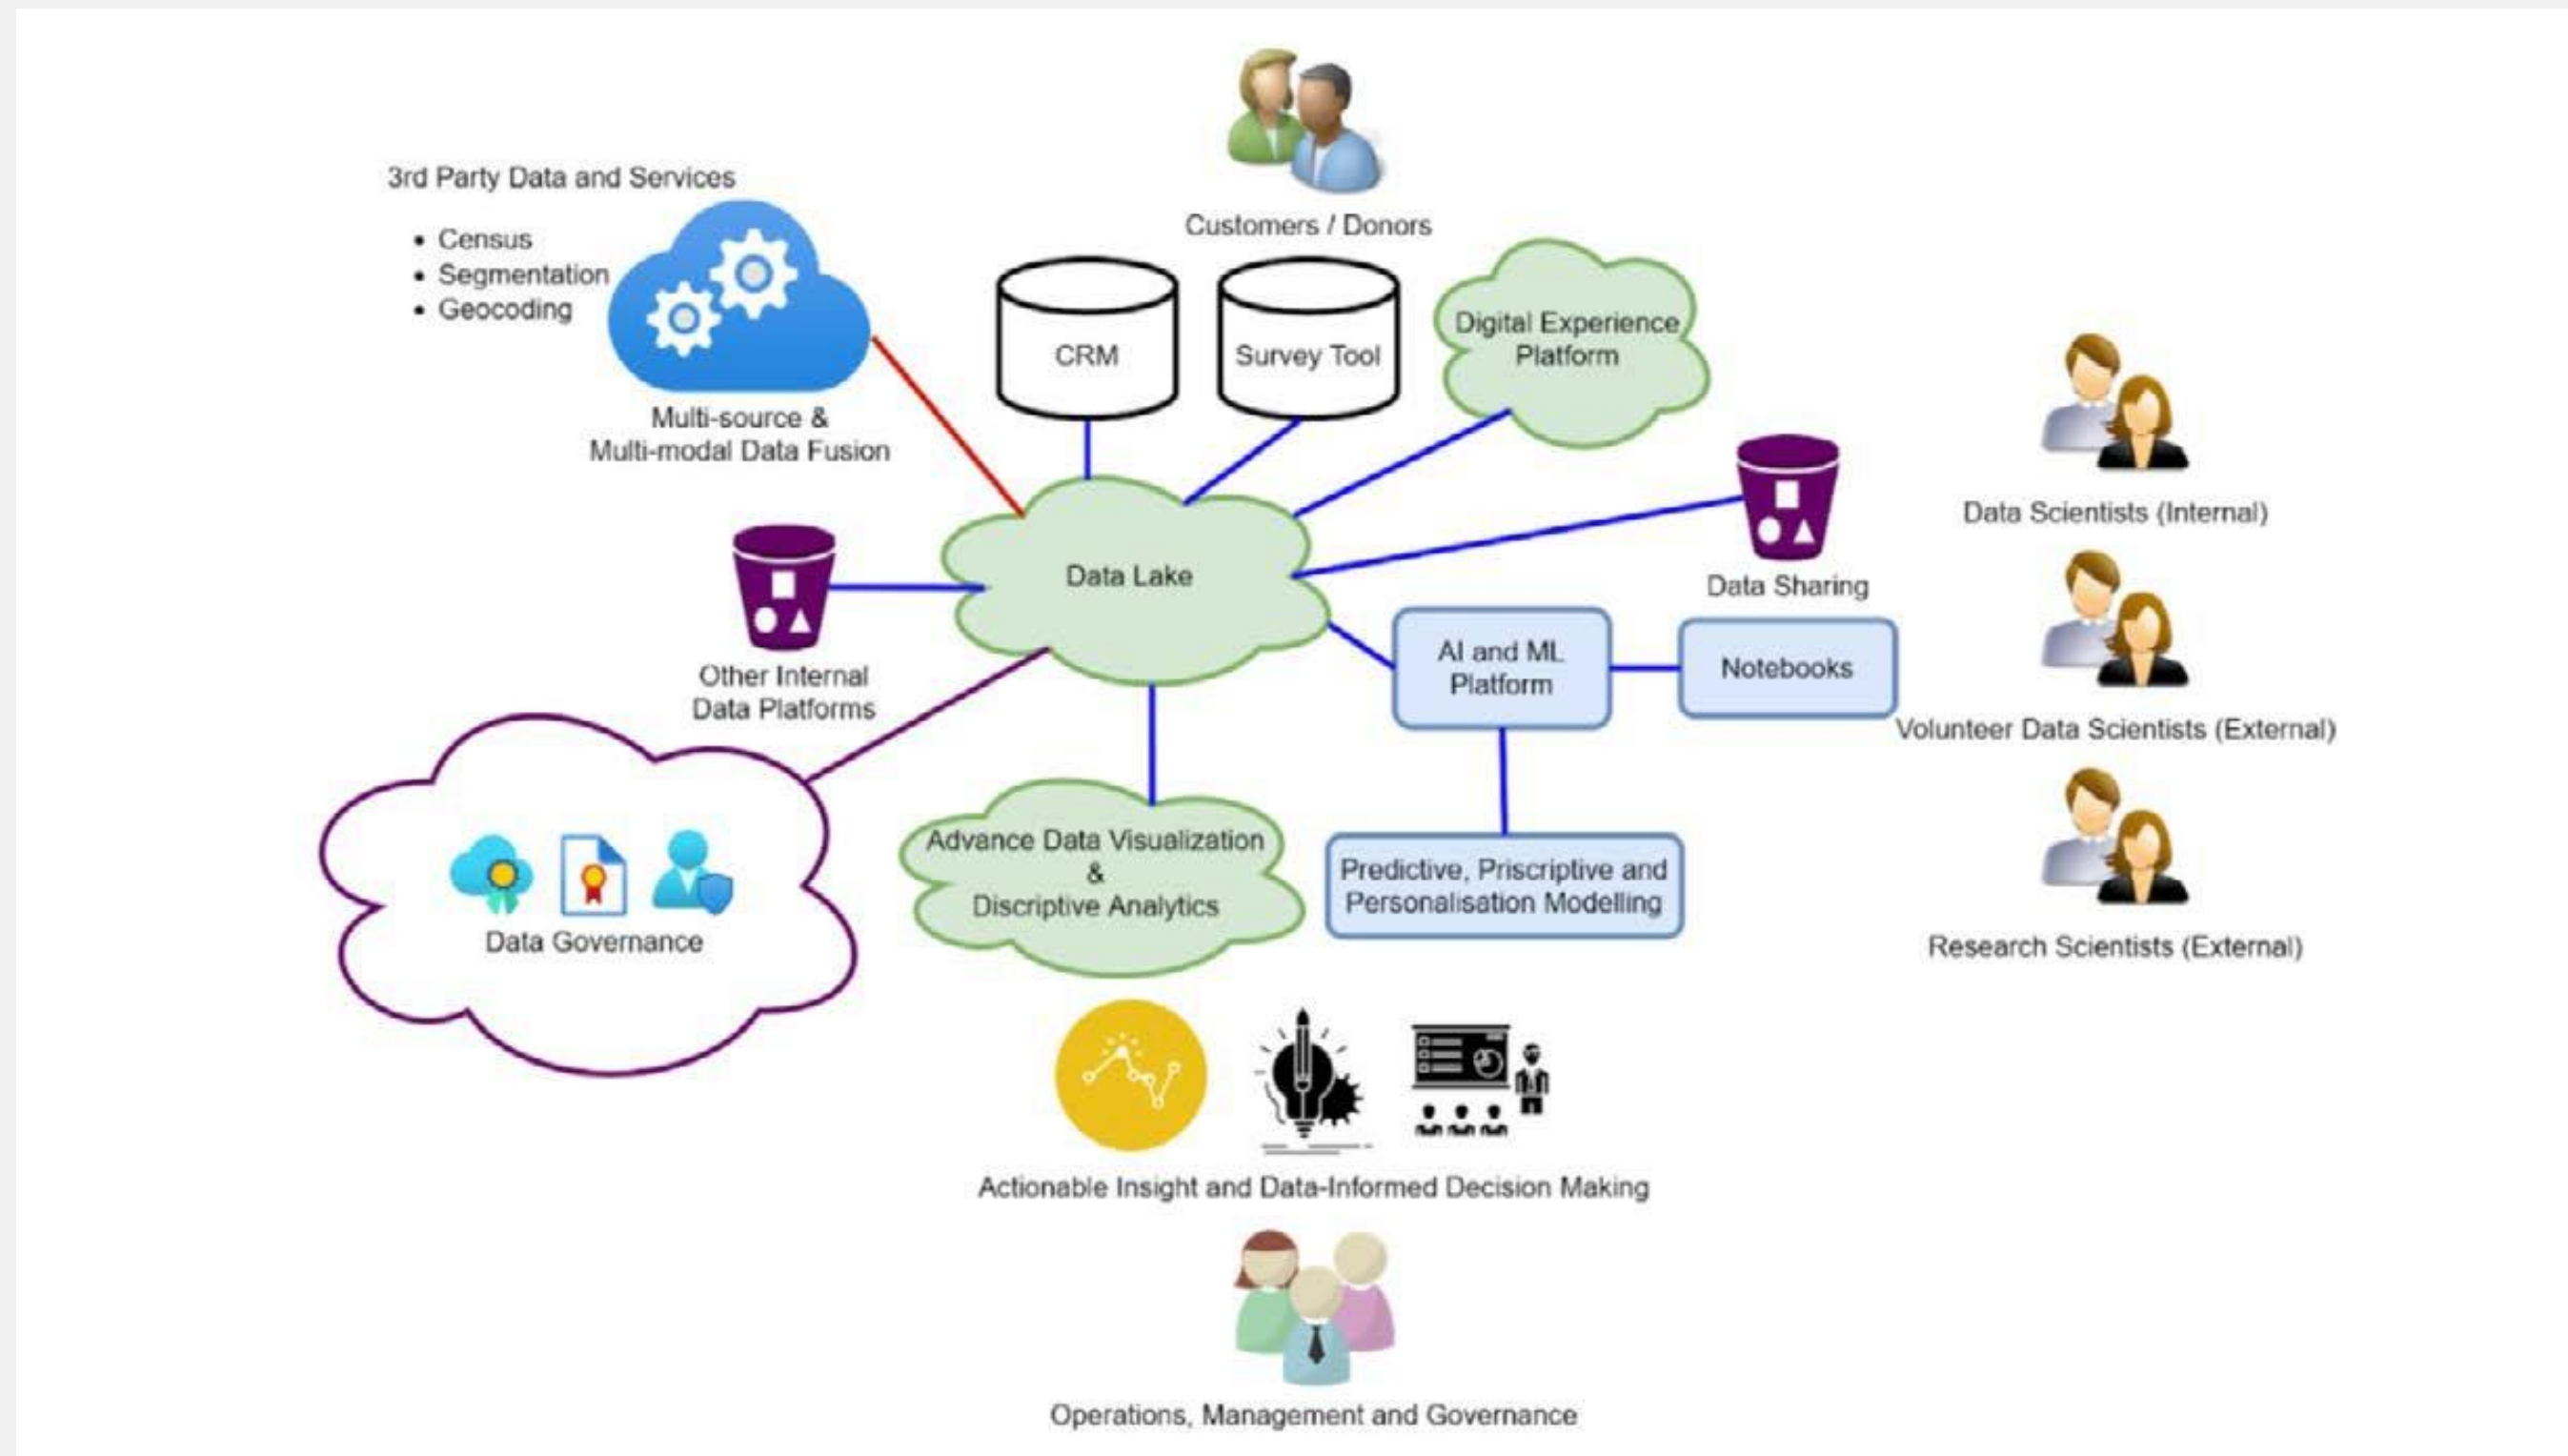 Customers / Donors
3rd Party Data and Services
• Census
• Segmentation
• Geocoding
Multi-source &
Multi-modal Data Fusion
CRM
Survey Tool
Digital Experience
Platform
Data Scientists (Internal)
Data Lake
Data Sharing
Other Internal
Data Platforms
AI and ML
Platform
Notebooks
Volunteer Data Scientists (External)
Advance Data Visualization
&
Discriptive Analytics
Predictive, Priscriptive and
Personalisation Modelling
Data Governance
Research Scientists (External)
Actionable Insight and Data-Informed Decision Making
Operations, Management and Governance